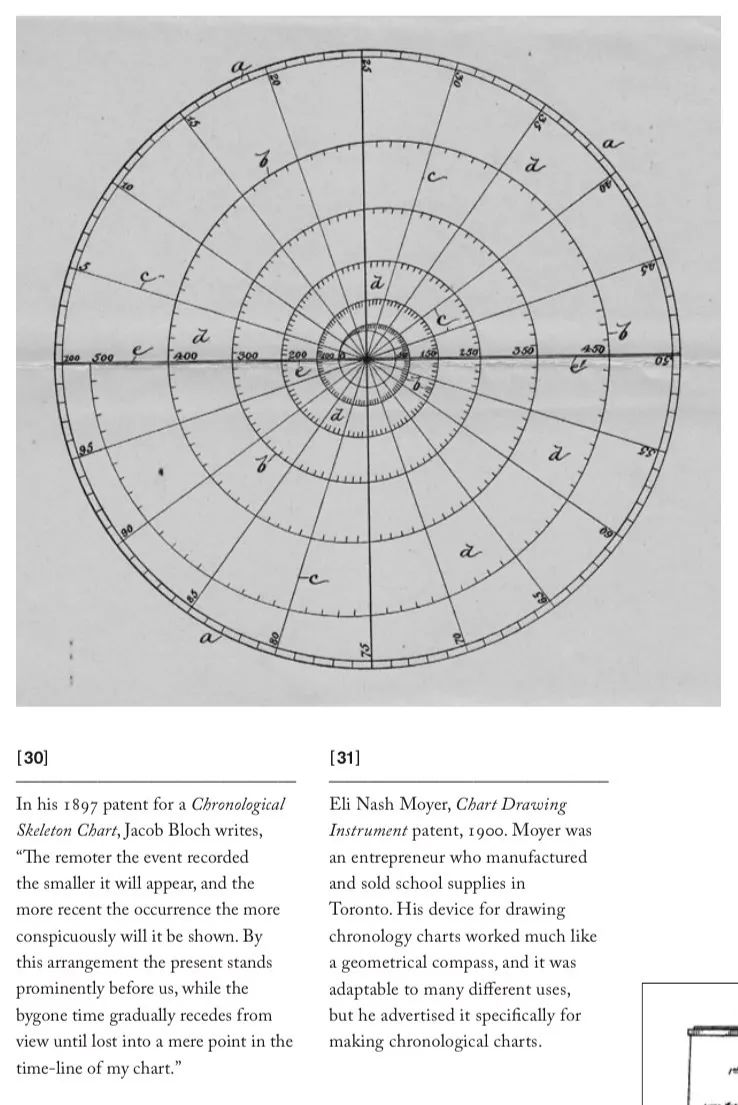 a
20
25
30
15
35
a
b
c
d
10
40
5
45
c
d
c
b
d
e
200 500 400 300 200 100 0 50 150 250 350 450 50
e
e
b
d
95
55
b
d
90
60
c
d
85
65
a
80
75
70
[30]
In his 1897 patent for a Chronological
Skeleton Chart, Jacob Bloch writes,
“The remoter the event recorded
the smaller it will appear, and the
more recent the occurrence the more
conspicuously will it be shown. By
this arrangement the present stands
prominently before us, while the
bygone time gradually recedes from
view until lost into a mere point in the
time-line of my chart.”
[31]
Eli Nash Moyer, Chart Drawing
Instrument patent, 1900. Moyer was
an entrepreneur who manufactured
and sold school supplies in
Toronto. His device for drawing
chronology charts worked much like
a geometrical compass, and it was
adaptable to many different uses,
but he advertised it specifically for
making chronological charts.